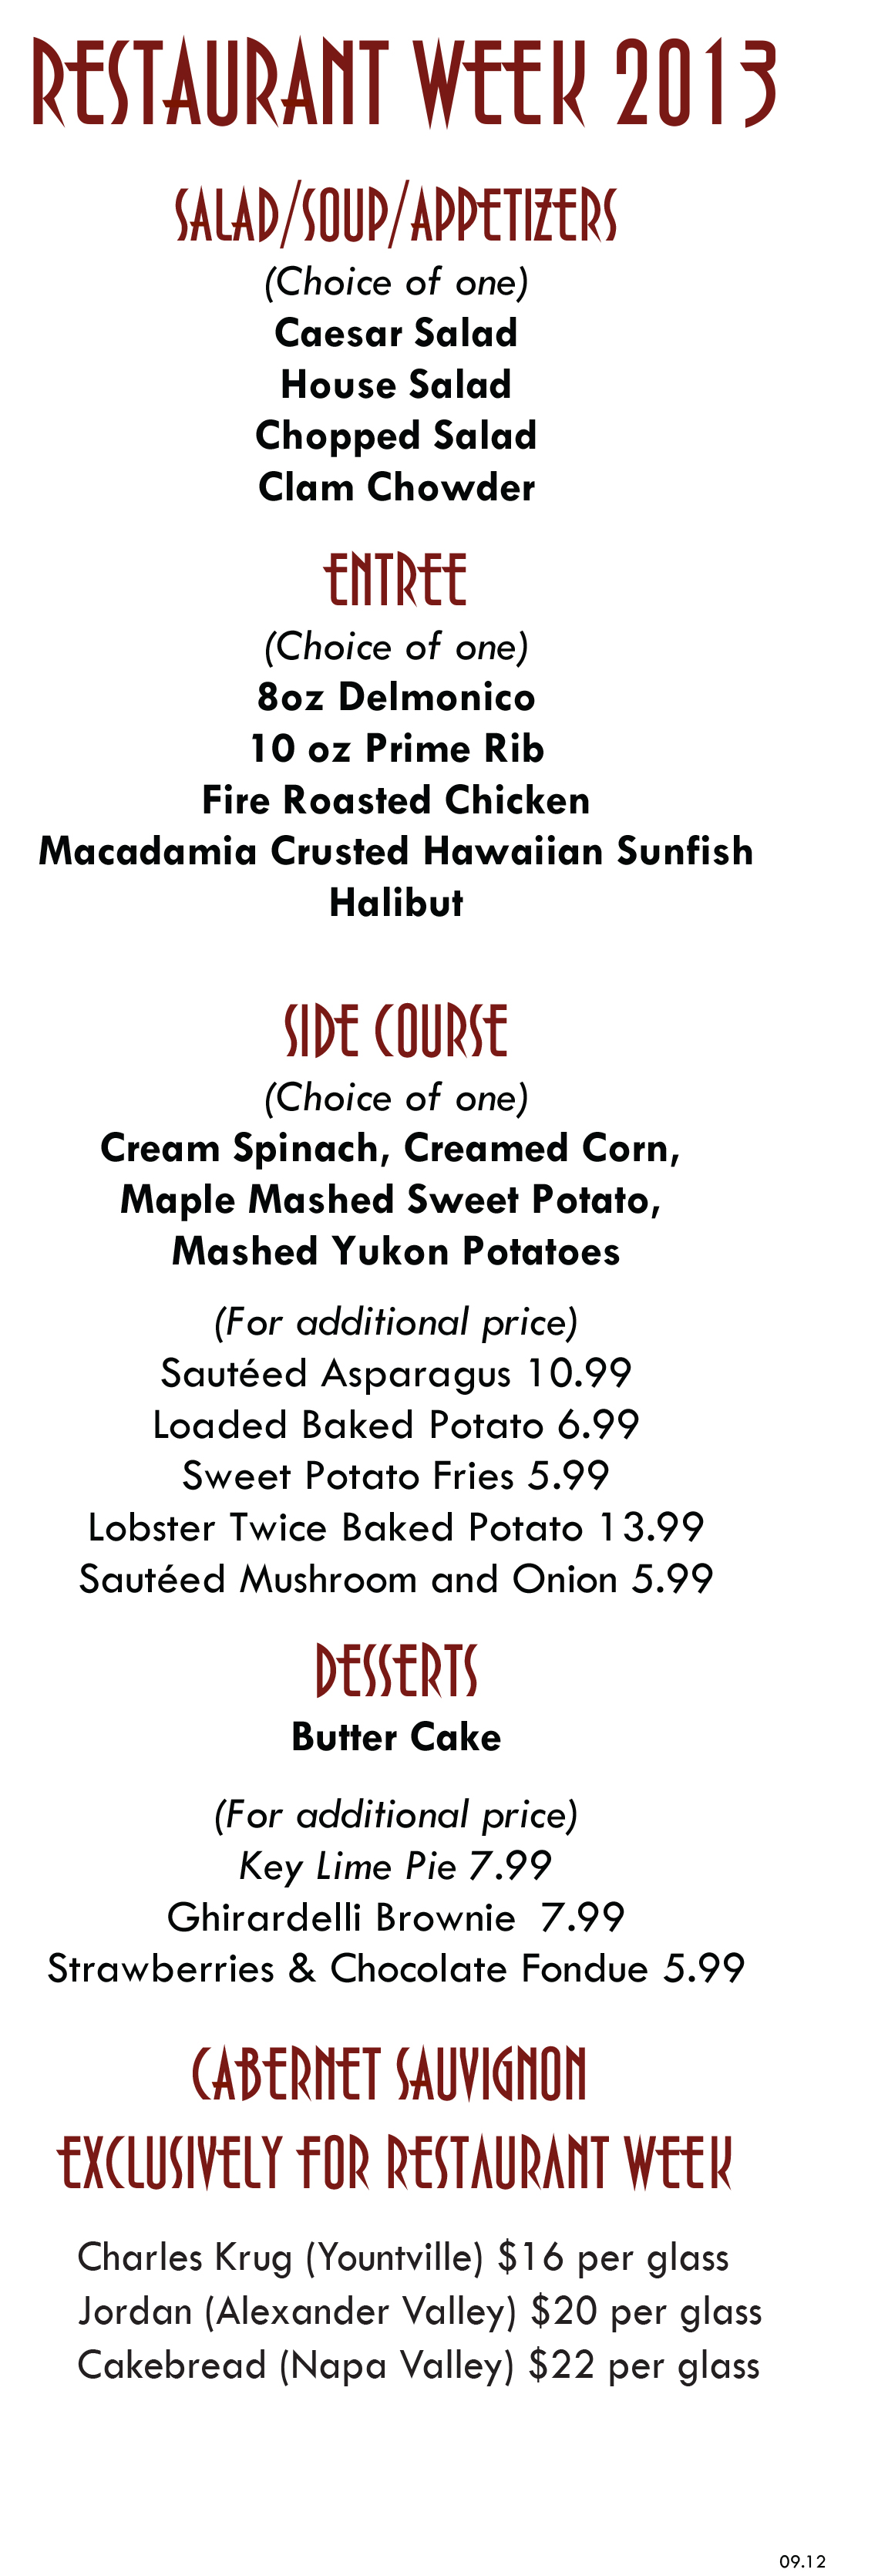 RESTAURANT WEEK 2013
SALAD/SOUP/APPETIZERS
(Choice of one)
Caesar Salad
House Salad
Chopped Salad
Clam Chowder
ENTREE
(Choice of one)
8oz Delmonico
10 oz Prime Rib
Fire Roasted Chicken
Macadamia Crusted Hawaiian Sunfish
Halibut
SIDE COURSE
(Choice of one)
Cream Spinach, Creamed Corn,
Maple Mashed Sweet Potato,
Mashed Yukon Potatoes
(For additional price)
Sautéed Asparagus 10.99
Loaded Baked Potato 6.99
Sweet Potato Fries 5.99
Lobster Twice Baked Potato 13.99
Sautéed Mushroom and Onion 5.99
DESSERTS
Butter Cake
(For additional price)
Key Lime Pie 7.99
Ghirardelli Brownie 7.99
Strawberries & Chocolate Fondue 5.99
CABERNET SAUVIGNON
EXCLUSIVELY FOR RESTAURANT WEEK
Charles Krug (Yountville) $16 per glass
Jordan (Alexander Valley) $20 per glass
Cakebread (Napa Valley) $22 per glass
09.12